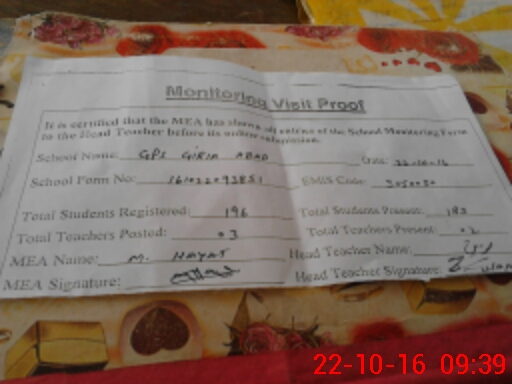 Monitoring Visit Proof
It is certified that the MEA has shown all entries of the School Monitoring Form
to the Head Teacher before its online submission.
School Name: GPS GIRIA ABAD Date: 22-10-16
School Form No: EMIS Code:
Total Students Registered: 196 Total Students Present: 183
Total Teachers Posted: 03 Total Teachers Present: 02
MEA Name: M. HAYAT Head Teacher Name:
MEA Signature: Head Teacher Signature:
22-10-16 09:39